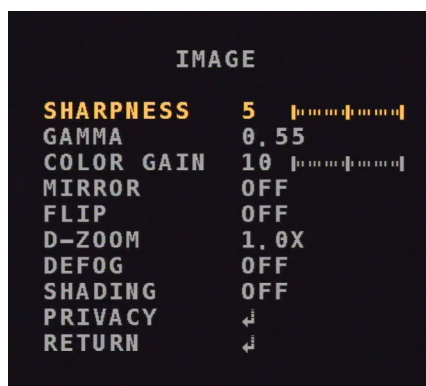 IMAGE
SHARPNESS 5
GAMMA 0.55
COLOR GAIN 10
MIRROR OFF
FLIP OFF
D-ZOOM 1.0X
DEFOG OFF
SHADING OFF
PRIVACY ↲
RETURN ↲